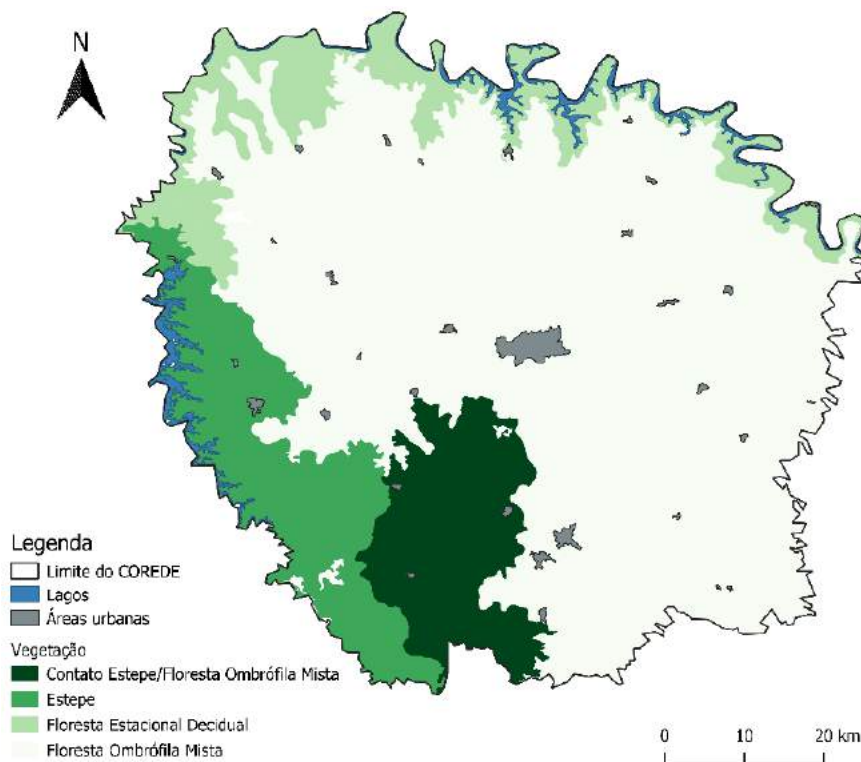 N
Legenda
Limite do COREDE
Lagos
Áreas urbanas
Vegetação
Contato Estepe/Floresta Ombrófila Mista
Estepe
Floresta Estacional Decidual
Floresta Ombrófila Mista
0 10 20 km